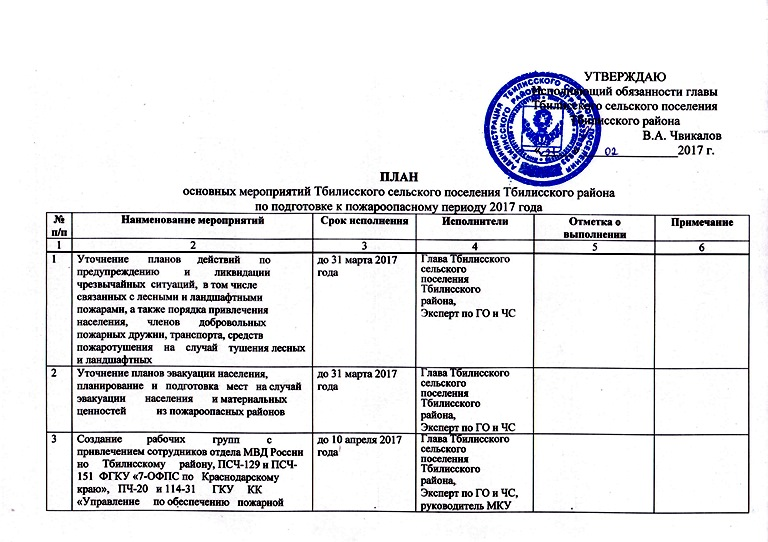 УТВЕРЖДАЮ
Исполняющий обязанности главы
Тбилисского сельского поселения
Тбилисского района
В.А. Чвикалов
02 2017 г.
ПЛАН
основных мероприятий Тбилисского сельского поселения Тбилисского района
по подготовке к пожароопасному периоду 2017 года
№ п/п Наименование мероприятий Срок исполнения Исполнители Отметка о выполнении Примечание
1 2 3 4 5 6
1 Уточнение планов действий по
предупреждению и ликвидации
чрезвычайных ситуаций, в том числе
связанных с лесными и ландшафтными
пожарами, а также порядка привлечения
населения, членов добровольных
пожарных дружин, транспорта, средств
пожаротушения на случай тушения лесных
и ландшафтных
до 31 марта 2017
года
Глава Тбилисского
сельского
поселения
Тбилисского
района,
Эксперт по ГО и ЧС
2 Уточнение планов эвакуации населения,
планирование и подготовка мест на случай
эвакуации населения и материальных
ценностей из пожароопасных районов
до 31 марта 2017
года
Глава Тбилисского
сельского
поселения
Тбилисского
района,
Эксперт по ГО и ЧС
3 Создание рабочих групп с
привлечением сотрудников отдела МВД России
но Тбилисскому району, ПСЧ-129 и ПСЧ-
151 ФГКУ «7-ОФПС по Краснодарскому
краю», ПЧ-20 и 114-31 ГКУ КК
«Управление по обеспечению пожарной
до 10 апреля 2017
года
Глава Тбилисского
сельского
поселения
Тбилисского
района,
Эксперт по ГО и ЧС,
руководитель МКУ